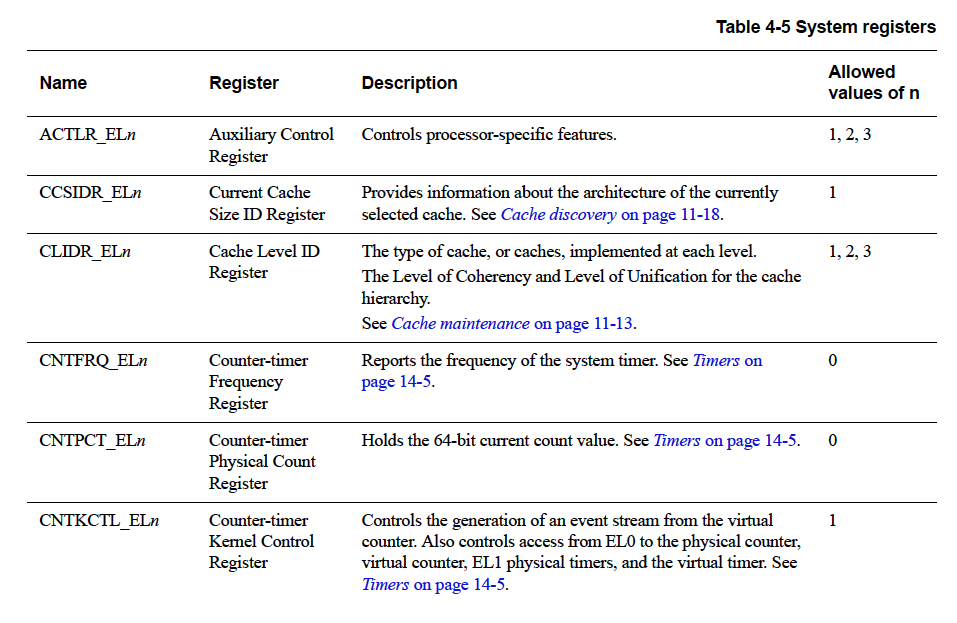 Table 4-5 System registers
Name Register Description Allowed values of n
ACTLR_ELn Auxiliary Control Controls processor-specific features. 1, 2, 3
Register
CCSIDR_ELn Current Cache Provides information about the architecture of the currently 1
Size ID Register selected cache. See Cache discovery on page 11-18.
CLIDR_ELn Cache Level ID The type of cache, or caches, implemented at each level. 1, 2, 3
Register The Level of Coherency and Level of Unification for the cache
hierarchy.
See Cache maintenance on page 11-13.
CNTFRQ_ELn Counter-timer Reports the frequency of the system timer. See Timers on 0
Frequency page 14-5.
Register
CNTPCT_ELn Counter-timer Holds the 64-bit current count value. See Timers on page 14-5. 0
Physical Count
Register
CNTKCTL_ELn Counter-timer Controls the generation of an event stream from the virtual 1
Kernel Control counter. Also controls access from EL0 to the physical counter,
Register virtual counter, EL1 physical timers, and the virtual timer. See
Timers on page 14-5.